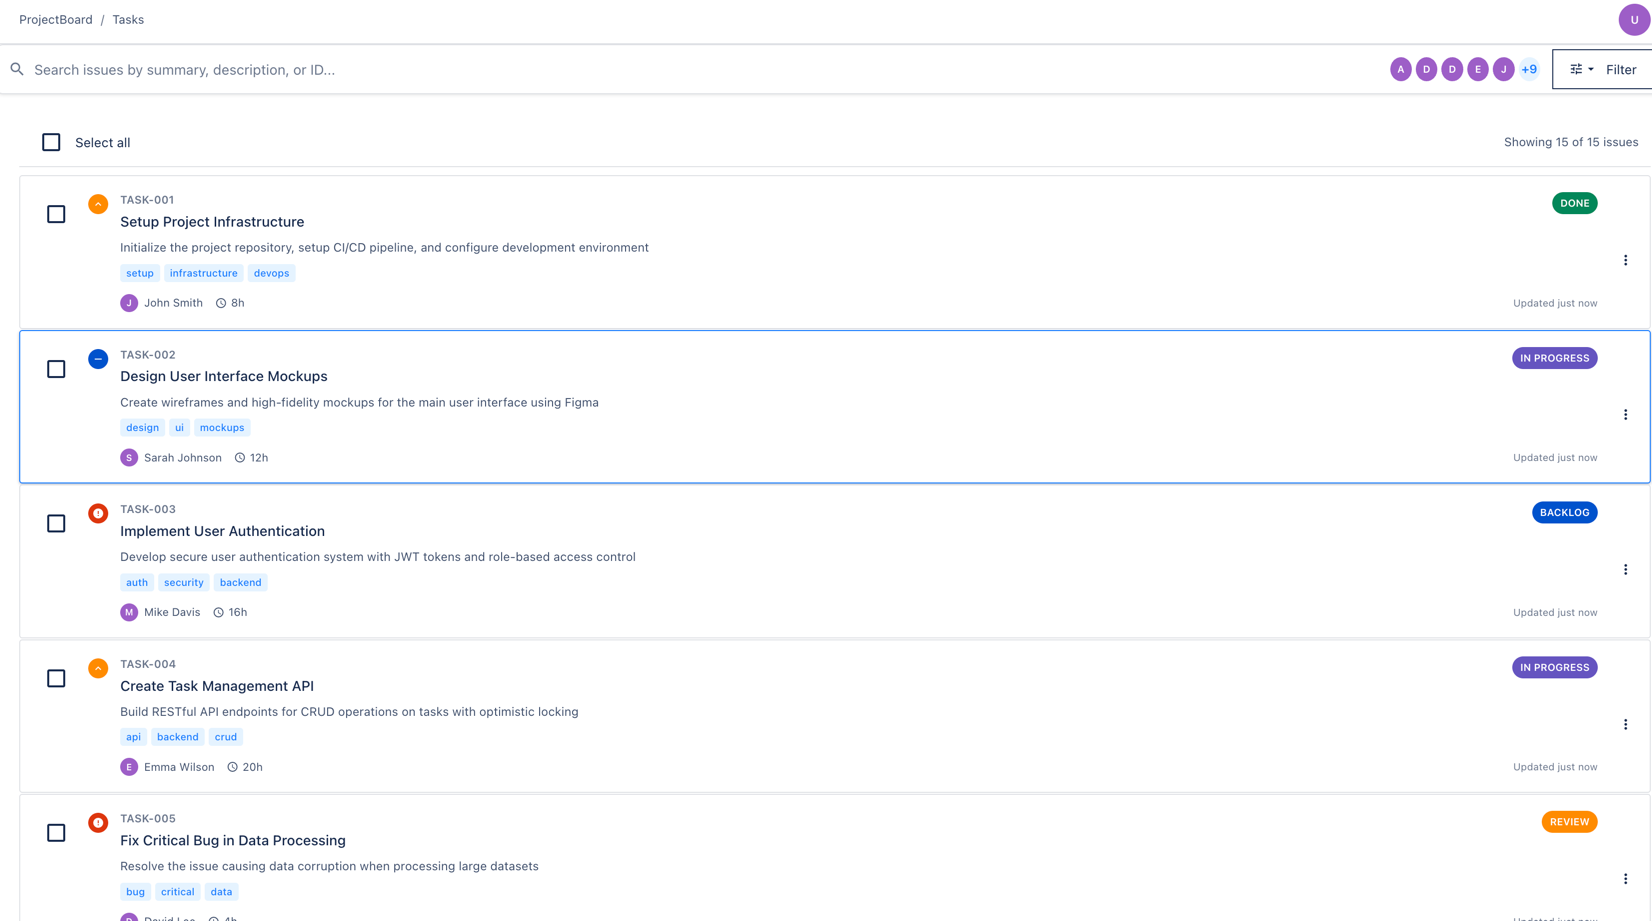 ProjectBoard / Tasks
U
Search issues by summary, description, or ID...
A D D E J +9 Filter
Select all
Showing 15 of 15 issues
TASK-001
DONE
Setup Project Infrastructure
Initialize the project repository, setup CI/CD pipeline, and configure development environment
setup infrastructure devops
J John Smith 8h
Updated just now
TASK-002
IN PROGRESS
Design User Interface Mockups
Create wireframes and high-fidelity mockups for the main user interface using Figma
design ui mockups
S Sarah Johnson 12h
Updated just now
TASK-003
BACKLOG
Implement User Authentication
Develop secure user authentication system with JWT tokens and role-based access control
auth security backend
M Mike Davis 16h
Updated just now
TASK-004
IN PROGRESS
Create Task Management API
Build RESTful API endpoints for CRUD operations on tasks with optimistic locking
api backend crud
E Emma Wilson 20h
Updated just now
TASK-005
REVIEW
Fix Critical Bug in Data Processing
Resolve the issue causing data corruption when processing large datasets
bug critical data